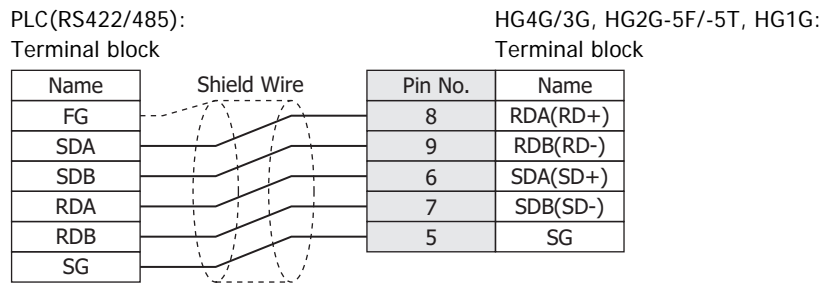 PLC(RS422/485):
Terminal block
HG4G/3G, HG2G-5F/-5T, HG1G:
Terminal block
Name Shield Wire Pin No. Name
FG 8 RDA(RD+)
SDA 9 RDB(RD-)
SDB 6 SDA(SD+)
RDA 7 SDB(SD-)
RDB 5 SG
SG